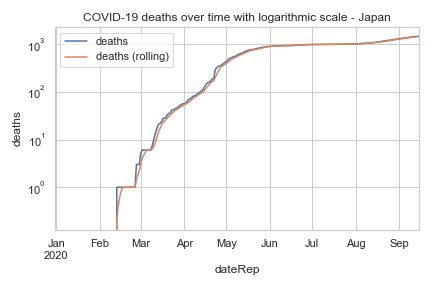 COVID-19 deaths over time with logarithmic scale - Japan
deaths
deaths (rolling)
10³
10²
10¹
10⁰
deaths
Jan Feb Mar Apr May Jun Jul Aug Sep
2020
dateRep